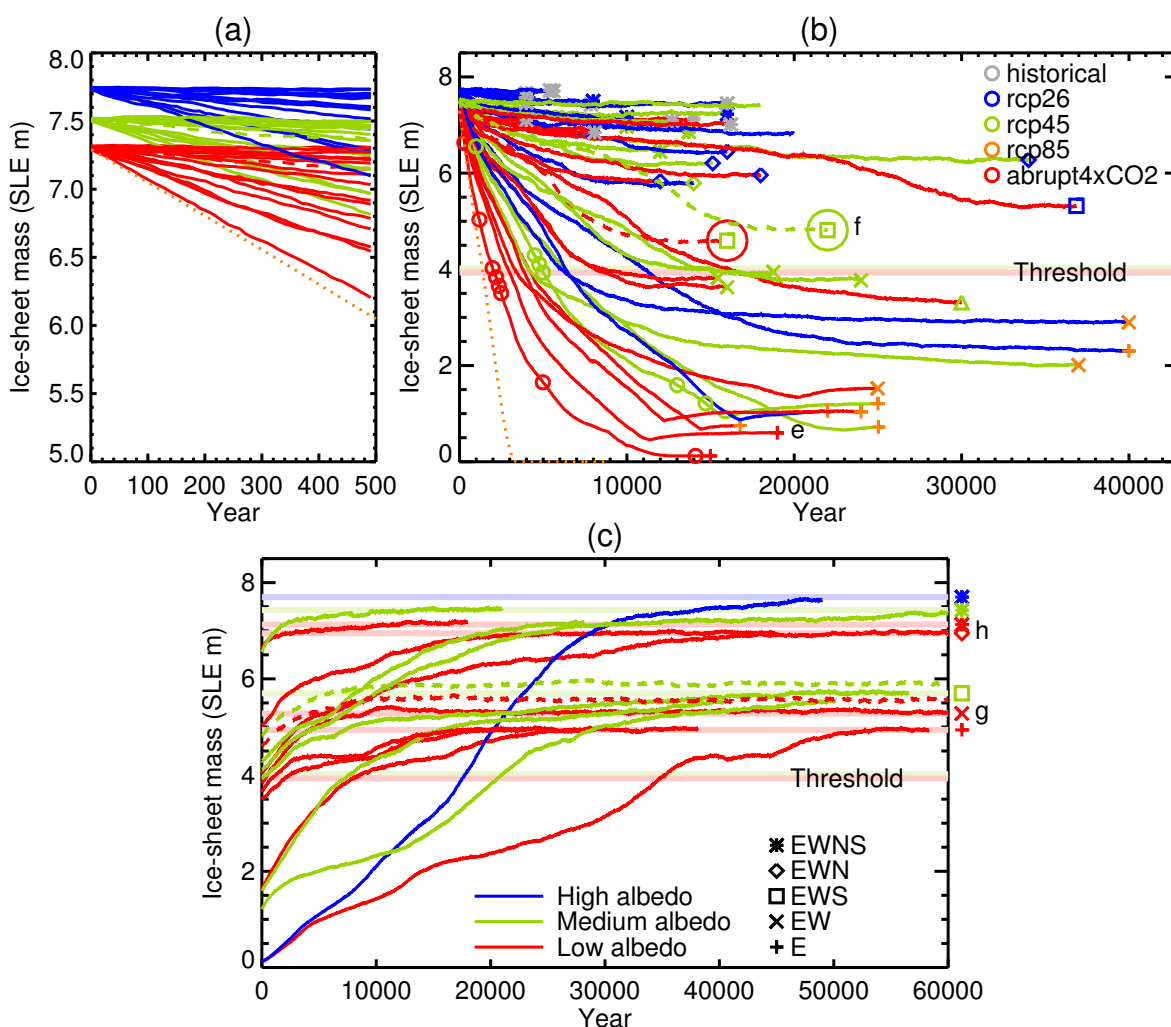 (a)
8.0
7.5
7.0
6.5
6.0
5.5
5.0
Ice-sheet mass (SLE m)
0 100 200 300 400 500
Year
(b)
8
6
4
2
0
Ice-sheet mass (SLE m)
historical
rcp26
rcp45
rcp85
abrupt4xCO2
f
Threshold
e
0 10000 20000 30000 40000
Year
(c)
8
6
4
2
0
Ice-sheet mass (SLE m)
h
g
Threshold
EWNS
EWN
EWS
EW
E
High albedo
Medium albedo
Low albedo
0 10000 20000 30000 40000 50000 60000
Year